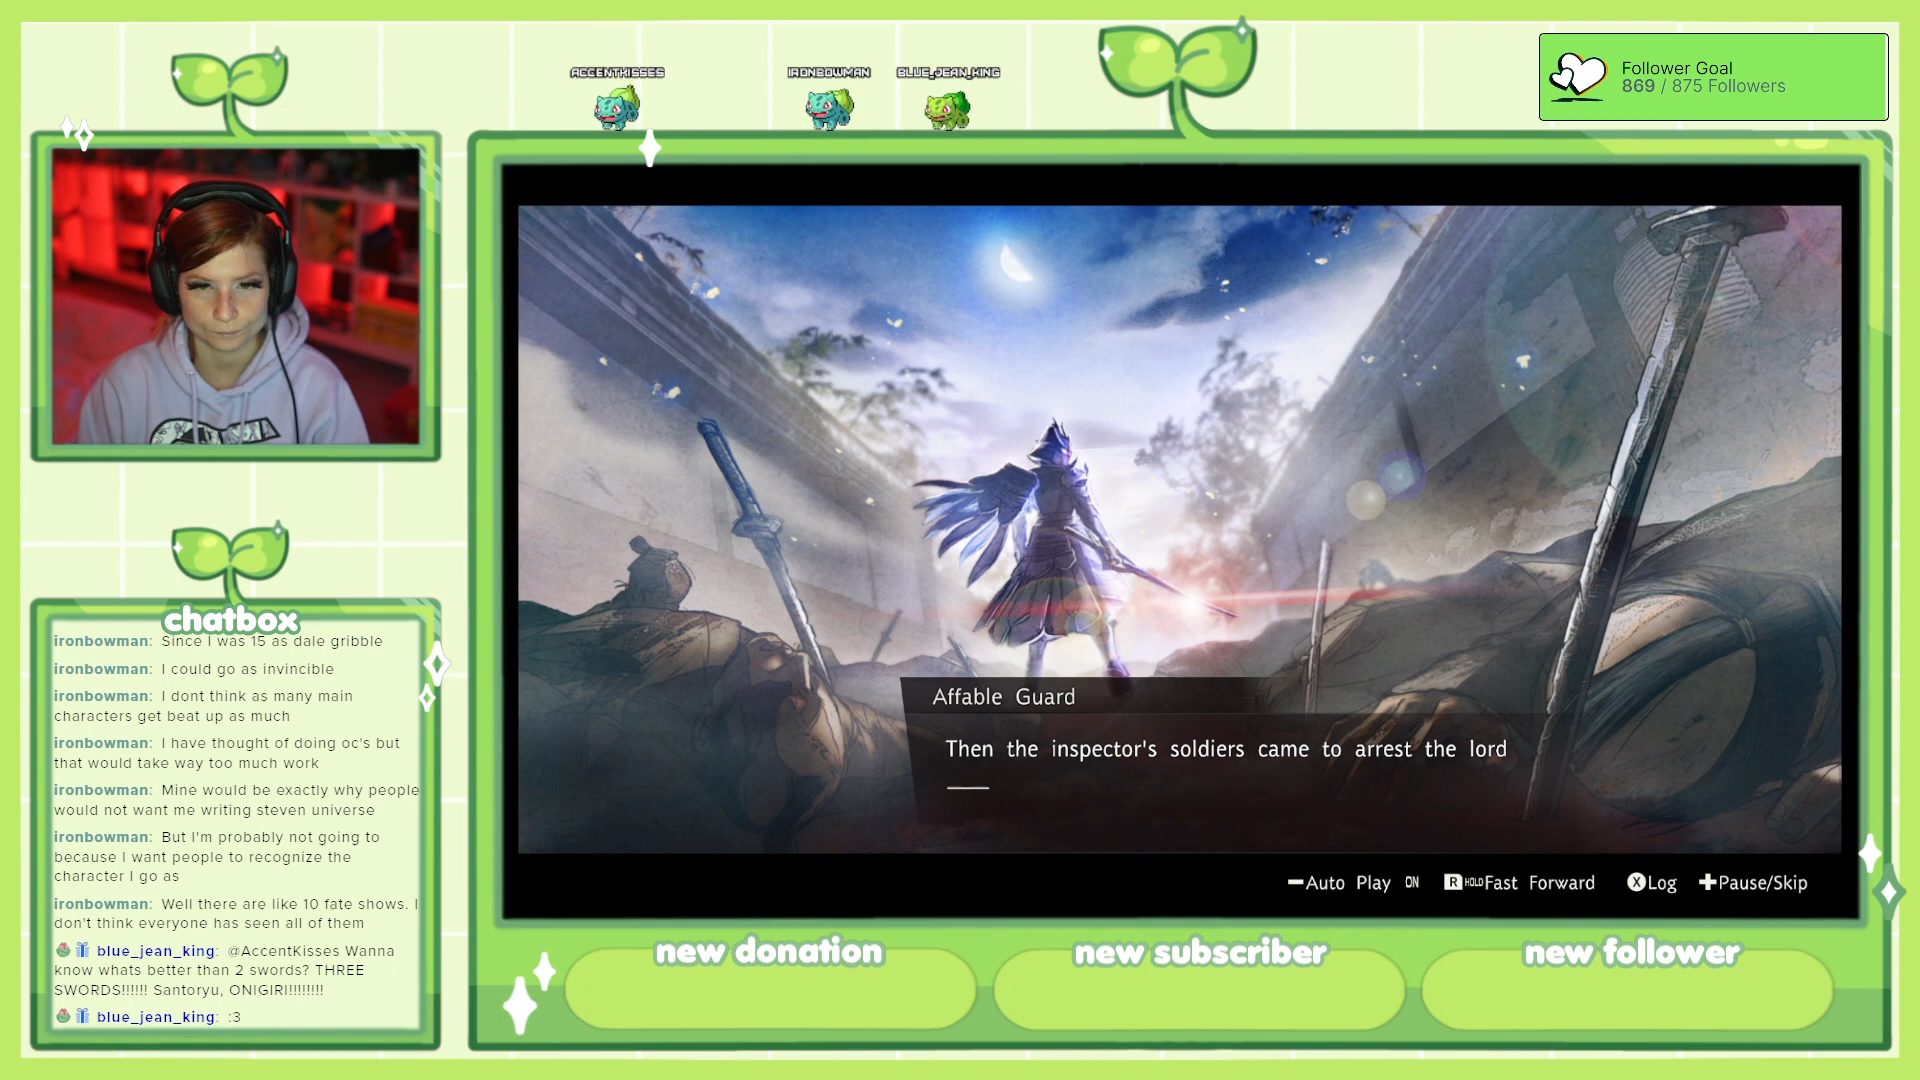 ACCENTKISSES
IRONBOWMAN
BLUE_JEAN_KING
Follower Goal
869 / 875 Followers
chatbox
ironbowman: Since I was 15 as dale gribble
ironbowman: I could go as invincible
ironbowman: I dont think as many main
characters get beat up as much
ironbowman: I have thought of doing oc's but
that would take way too much work
ironbowman: Mine would be exactly why people
would not want me writing steven universe
ironbowman: But I'm probably not going to
because I want people to recognize the
character I go as
ironbowman: Well there are like 10 fate shows. I
don't think everyone has seen all of them
blue_jean_king: @AccentKisses Wanna
know whats better than 2 swords? THREE
SWORDS!!!!!! Santoryu, ONIGIRI!!!!!!!!
blue_jean_king: :3
Affable Guard
Then the inspector's soldiers came to arrest the lord
Auto Play ON R HOLD Fast Forward X Log Pause/Skip
new donation
new subscriber
new follower